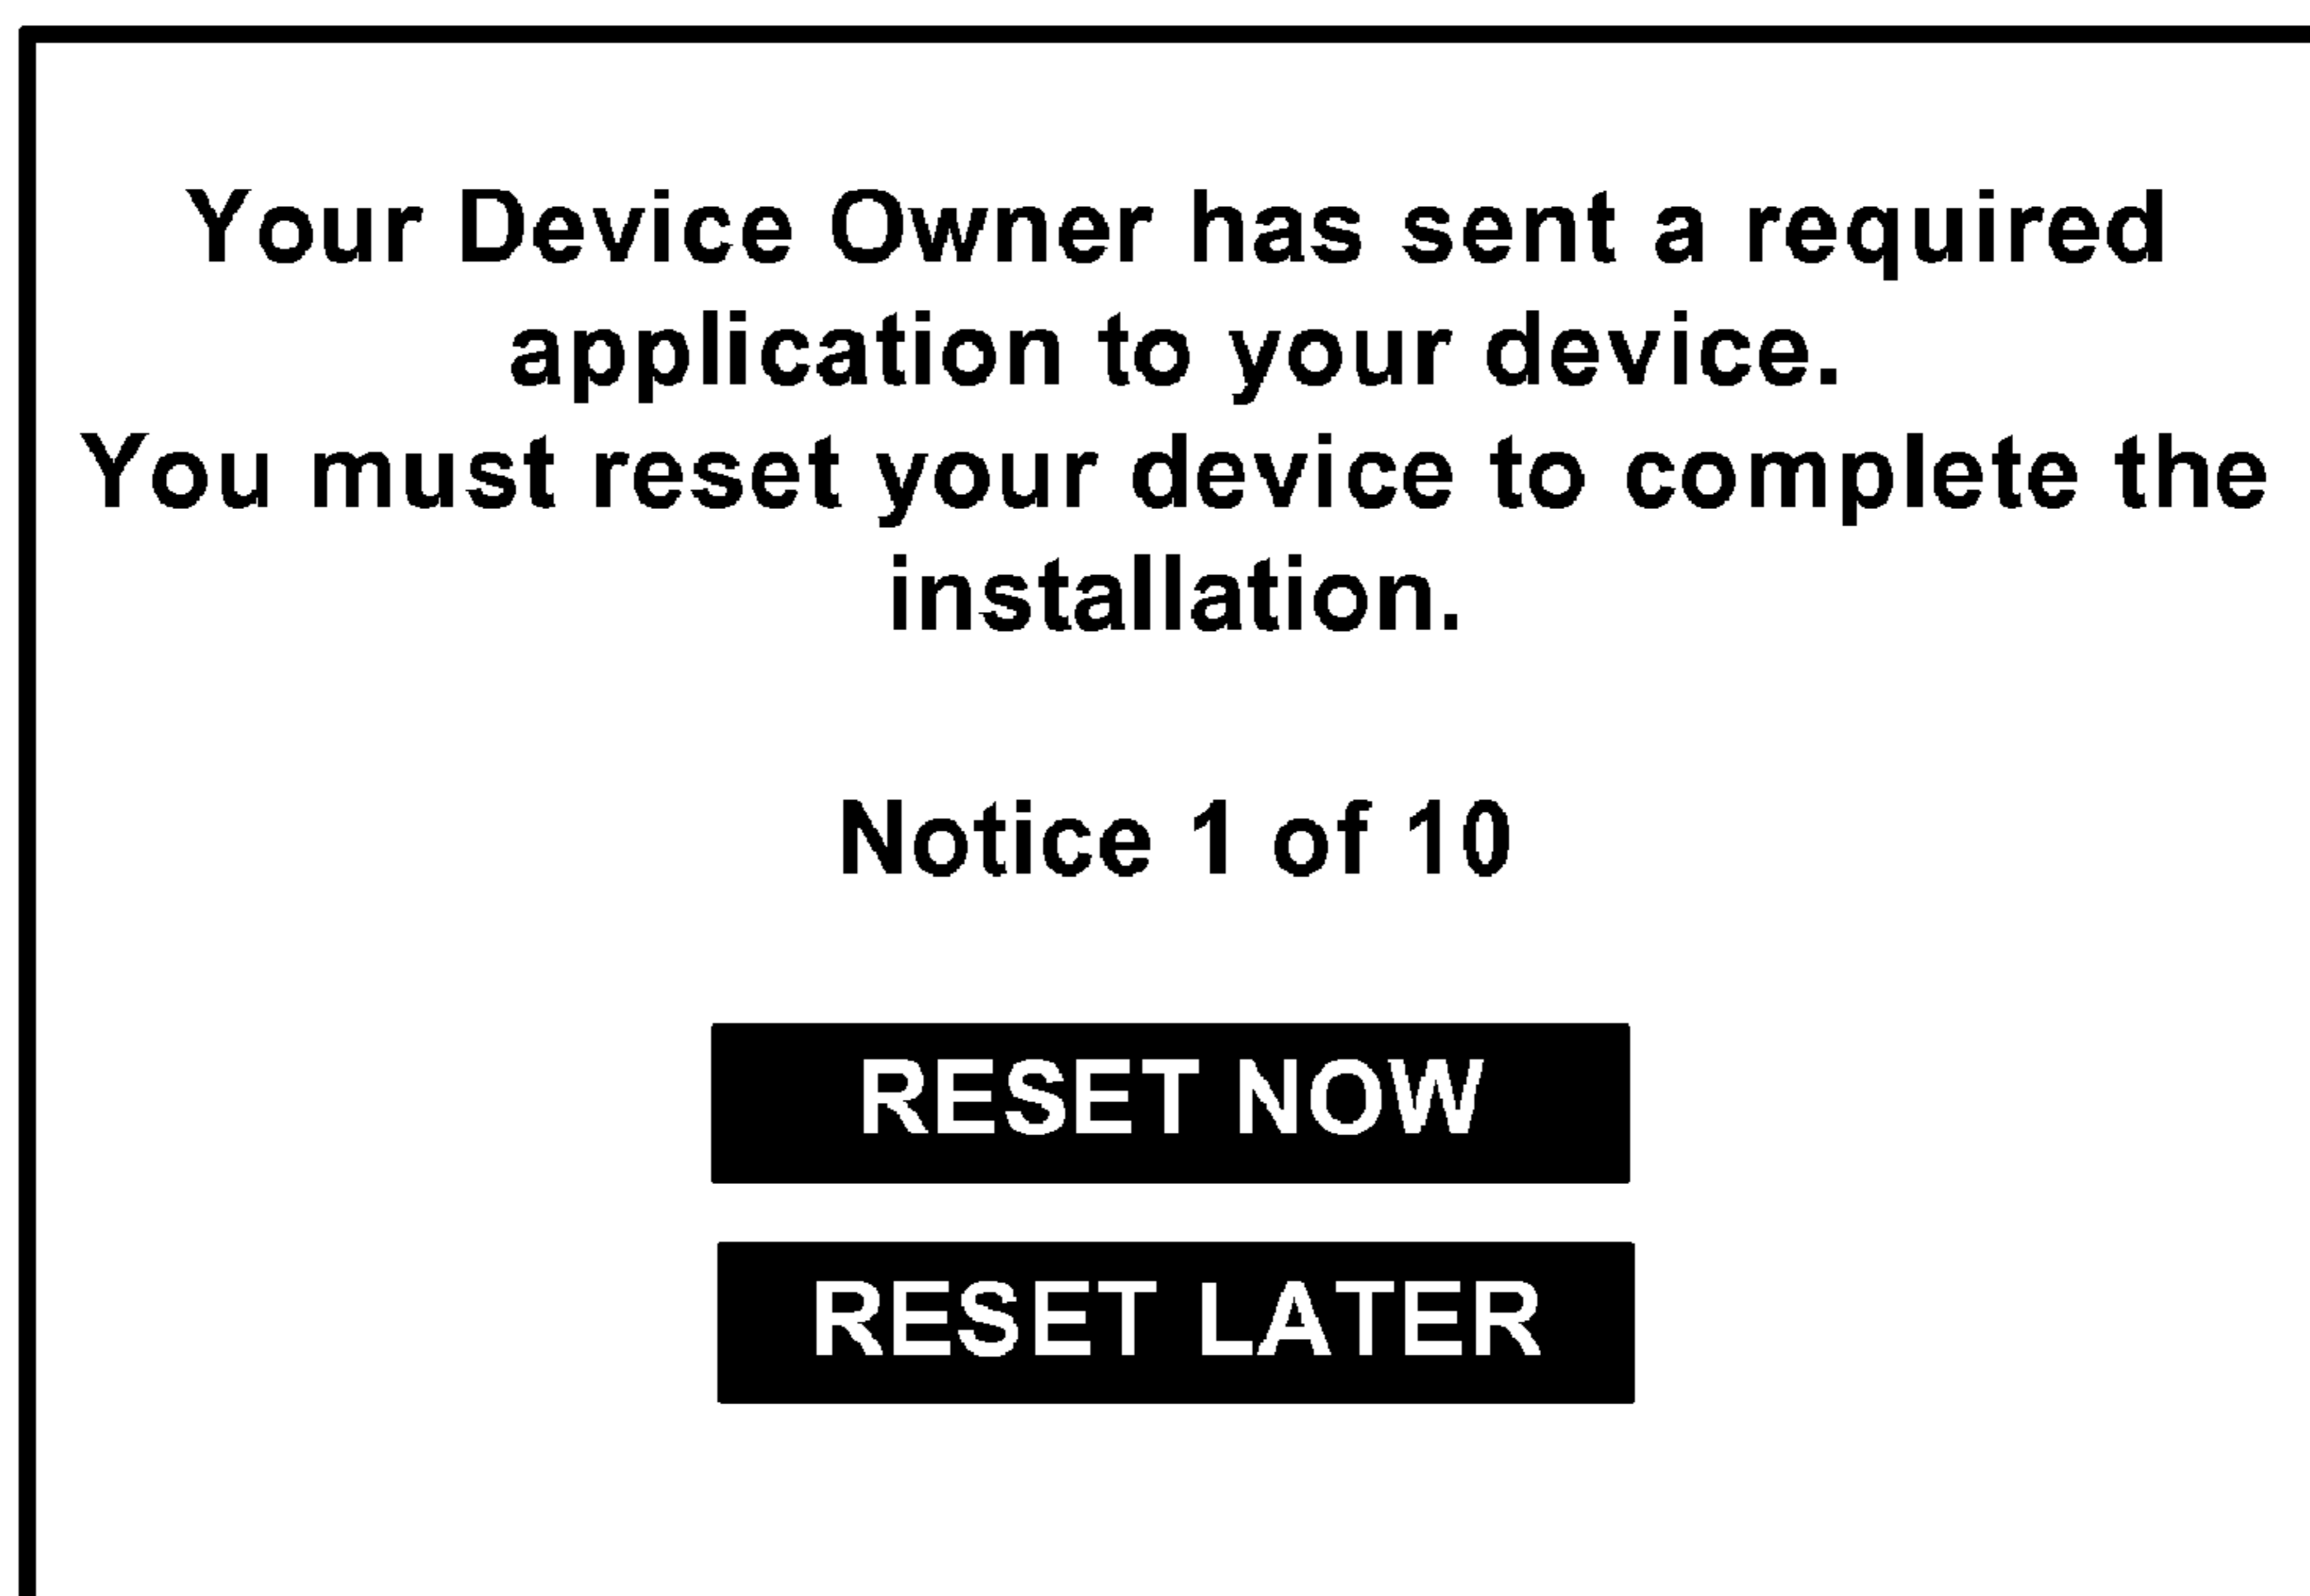 Your Device Owner has sent a required
application to your device.
You must reset your device to complete the
installation.
Notice 1 of 10
RESET NOW
RESET LATER